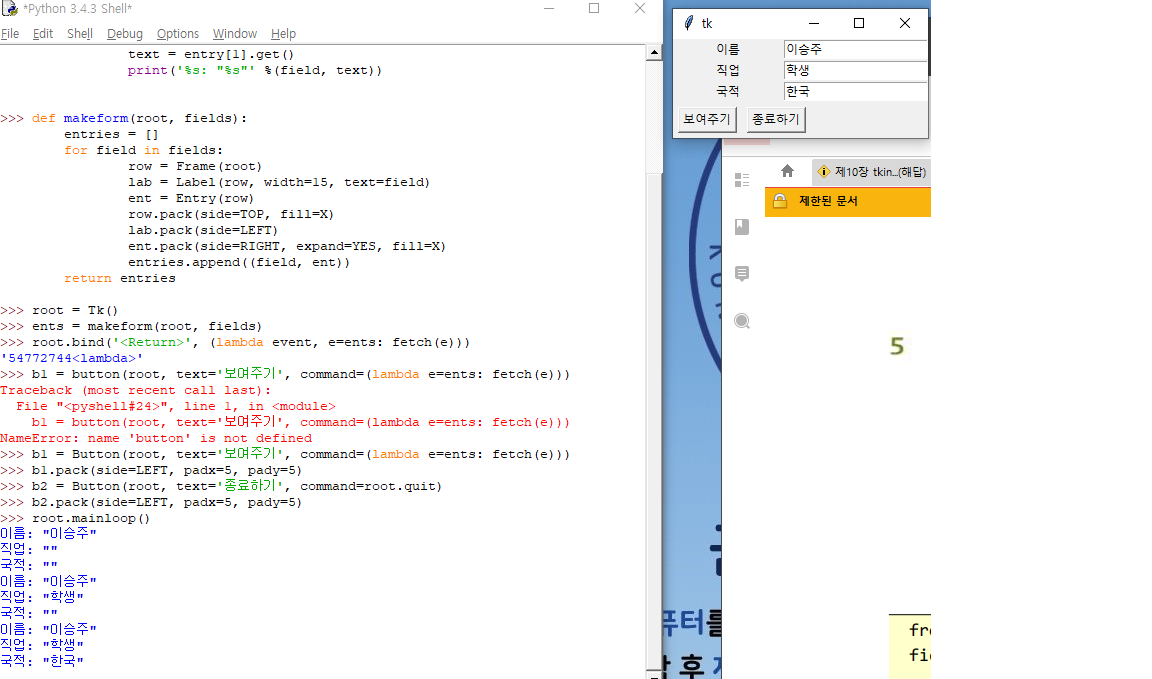 *Python 3.4.3 Shell*
File Edit Shell Debug Options Window Help
text = entry[1].get()
print('%s: "%s"' %(field, text))
>>> def makeform(root, fields):
entries = []
for field in fields:
row = Frame(root)
lab = Label(row, width=15, text=field)
ent = Entry(row)
row.pack(side=TOP, fill=X)
lab.pack(side=LEFT)
ent.pack(side=RIGHT, expand=YES, fill=X)
entries.append((field, ent))
return entries
>>> root = Tk()
>>> ents = makeform(root, fields)
>>> root.bind('<Return>', (lambda event, e=ents: fetch(e)))
'54772744<lambda>'
>>> b1 = button(root, text='보여주기', command=(lambda e=ents: fetch(e)))
Traceback (most recent call last):
File "<pyshell#24>", line 1, in <module>
b1 = button(root, text='보여주기', command=(lambda e=ents: fetch(e)))
NameError: name 'button' is not defined
>>> b1 = Button(root, text='보여주기', command=(lambda e=ents: fetch(e)))
>>> b1.pack(side=LEFT, padx=5, pady=5)
>>> b2 = Button(root, text='종료하기', command=root.quit)
>>> b2.pack(side=LEFT, padx=5, pady=5)
>>> root.mainloop()
이름: "이승주"
직업: ""
국적: ""
이름: "이승주"
직업: "학생"
국적: ""
이름: "이승주"
직업: "학생"
국적: "한국"
tk
이름 이승주
직업 학생
국적 한국
보여주기 종료하기
제10장 tkin...(해답)
제한된 문서
5
퓨터를
후